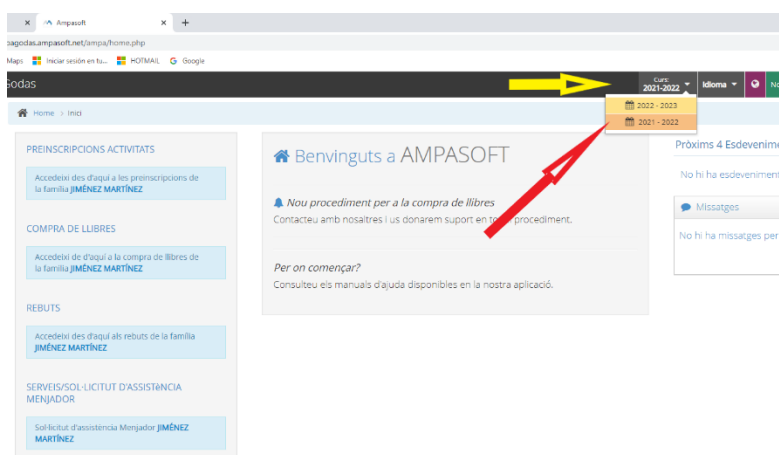 Ampasoft
pagodas.ampasoft.net/ampa/home.php
Maps Iniciar sesión en tu... HOTMAIL Google
Godas
Curs:
2021-2022
Idioma
No
2022 - 2023
2021 - 2022
Home > Inici
PREINSCRIPCIONS ACTIVITATS
Accedeixi des d'aquí a les preinscripcions de
la família JIMÉNEZ MARTÍNEZ
COMPRA DE LLIBRES
Accedeixi de d'aquí a la compra de llibres de
la família JIMÉNEZ MARTÍNEZ
REBUTS
Accedeixi des d'aquí als rebuts de la família
JIMÉNEZ MARTÍNEZ
SERVEIS/SOL·LICITUT D'ASSISTèNCIA
MENJADOR
Sol·licitut d'assistència Menjador JIMÉNEZ
MARTÍNEZ
Benvinguts a AMPASOFT
Nou procediment per a la compra de llibres
Contacteu amb nosaltres i us donarem suport en procediment.
Per on començar?
Consulteu els manuals d'ajuda disponibles en la nostra aplicació.
Pròxims 4 Esdevenime
No hi ha esdeveniment
Missatges
No hi ha missatges per